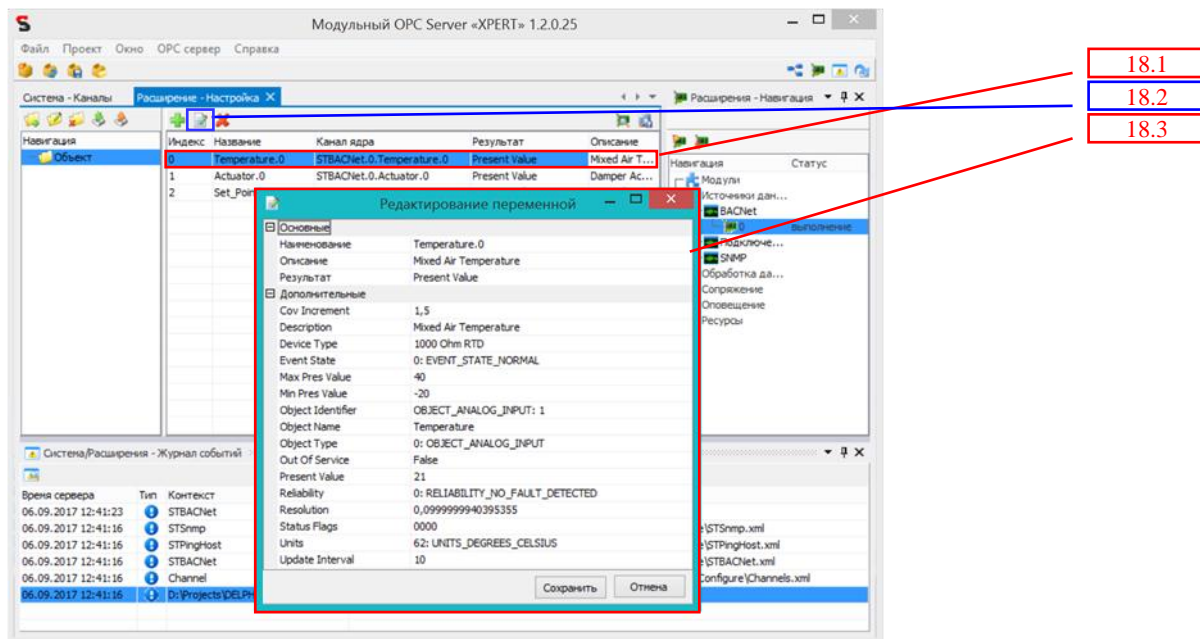 Модульный OPC Server «XPERT» 1.2.0.25
Файл Проект Окно OPC сервер Справка
Система - Каналы
Расширение - Настройка
Расширения - Навигация
18.1
18.2
18.3
Навигация
Объект
Индекс Название Канал ядра Результат Описание
0 Temperature.0 STBACNet.0.Temperature.0 Present Value Mixed Air T...
1 Actuator.0 STBACNet.0.Actuator.0 Present Value Damper Ac...
2 Set_Poin
Навигация Статус
Модули
Источники дан...
BACNet
0 выполнение
Подключе...
SNMP
Обработка да...
Сопряжение
Оповещение
Ресурсы
Редактирование переменной
Основные
Наименование Temperature.0
Описание Mixed Air Temperature
Результат Present Value
Дополнительные
Cov Increment 1,5
Description Mixed Air Temperature
Device Type 1000 Ohm RTD
Event State 0: EVENT_STATE_NORMAL
Max Pres Value 40
Min Pres Value -20
Object Identifier OBJECT_ANALOG_INPUT: 1
Object Name Temperature
Object Type 0: OBJECT_ANALOG_INPUT
Out Of Service False
Present Value 21
Reliability 0: RELIABILITY_NO_FAULT_DETECTED
Resolution 0,0999999940395355
Status Flags 0000
Units 62: UNITS_DEGREES_CELSIUS
Update Interval 10
Сохранить Отмена
Система/Расширения - Журнал событий
Время сервера Тип Контекст
06.09.2017 12:41:23 STBACNet
06.09.2017 12:41:16 STSnmp e\STSnmp.xml
06.09.2017 12:41:16 STPingHost e\STPingHost.xml
06.09.2017 12:41:16 STBACNet e\STBACNet.xml
06.09.2017 12:41:16 Channel Configure\Channels.xml
06.09.2017 12:41:16 D:\Projects\DELPH